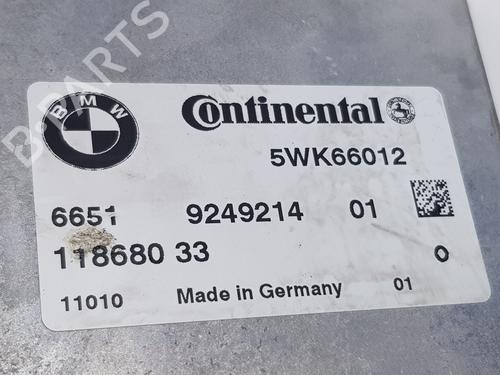 B-PARTS
BMW
Continental
5WK66012
6651 9249214 01
118680 33
0
11010 Made in Germany 01